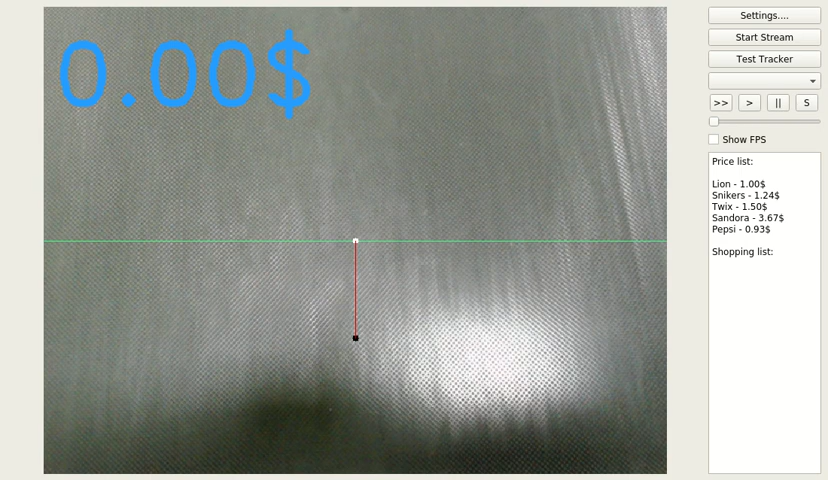 0.00$
Settings....
Start Stream
Test Tracker
>>
>
||
S
Show FPS
Price list:
Lion - 1.00$
Snikers - 1.24$
Twix - 1.50$
Sandora - 3.67$
Pepsi - 0.93$
Shopping list: